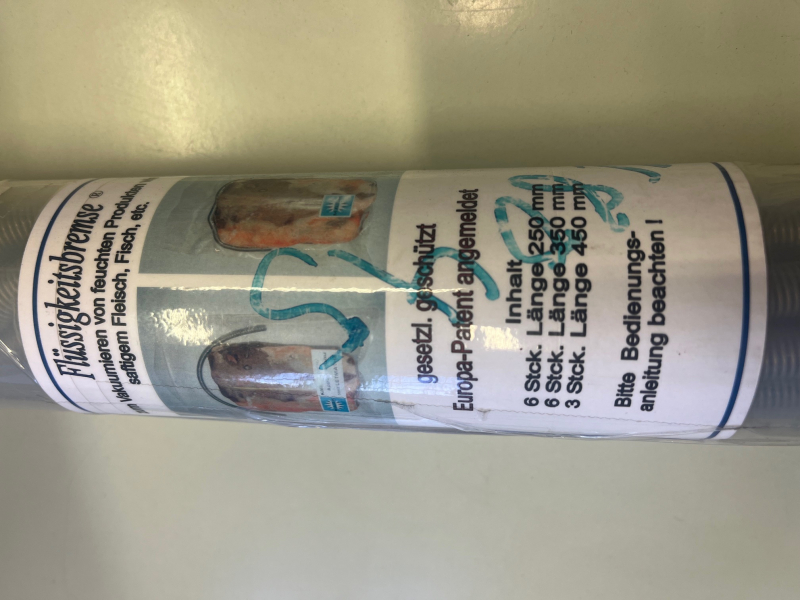 Flüssigkeitsbremse ®
Vakuumieren von feuchten Produkten
saftigem Fleisch, Fisch, etc.
gesetzl. geschützt
Europa-Patent angemeldet
Inhalt
6 Stck. Länge 250 mm
6 Stck. Länge 350 mm
3 Stck. Länge 450 mm
Bitte Bedienungs-
anleitung beachten !